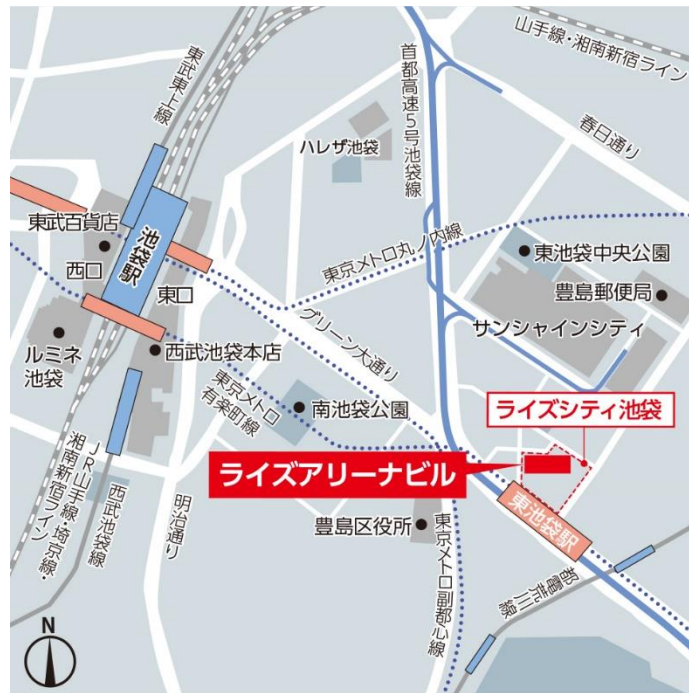 山手線・湘南新宿ライン
東武東上線
首都高速5号池袋線
春日通り
ハレザ池袋
東武百貨店
池袋駅
西口
東口
東京メトロ丸ノ内線
東池袋中央公園
豊島郵便局
サンシャインシティ
グリーン大通り
ルミネ
池袋
西武池袋本店
東京メトロ
有楽町線
南池袋公園
ライズシティ池袋
ライズアリーナビル
東池袋駅
JR山手線・埼京線・
湘南新宿ライン
西武池袋線
明治通り
豊島区役所
東京メトロ副都心線
都電荒川線
N